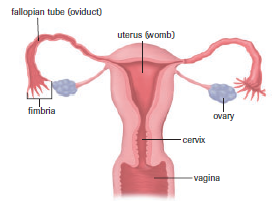 fallopian tube (oviduct)
uterus (womb)
fimbria
ovary
cervix
vagina